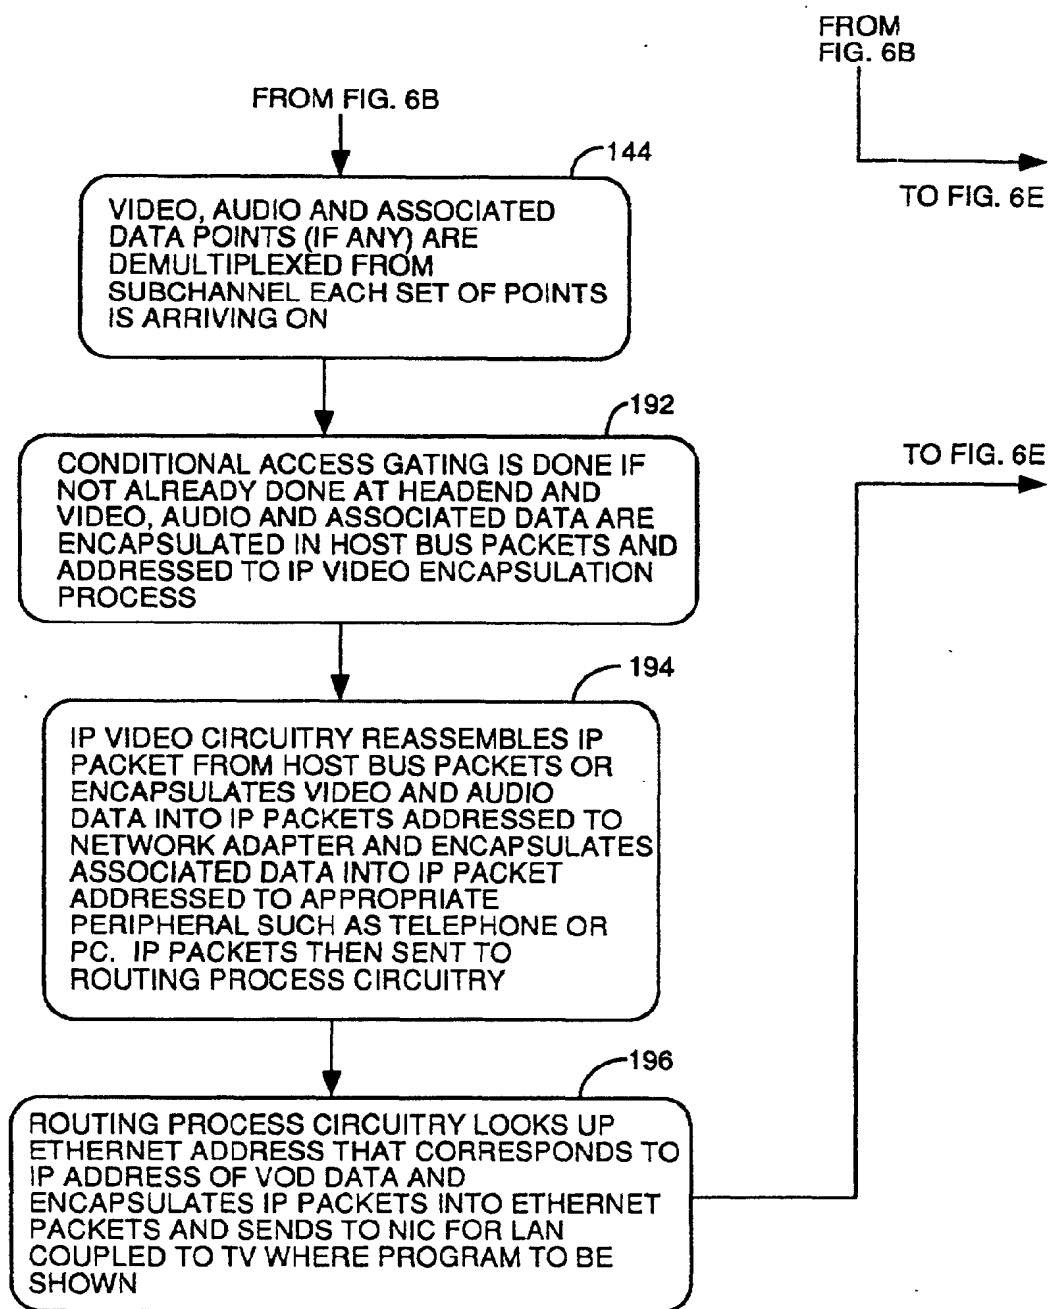 FROM
FIG. 6B
FROM FIG. 6B
144
TO FIG. 6E
VIDEO, AUDIO AND ASSOCIATED
DATA POINTS (IF ANY) ARE
DEMULTIPLEXED FROM
SUBCHANNEL EACH SET OF POINTS
IS ARRIVING ON
192
TO FIG. 6E
CONDITIONAL ACCESS GATING IS DONE IF
NOT ALREADY DONE AT HEADEND AND
VIDEO, AUDIO AND ASSOCIATED DATA ARE
ENCAPSULATED IN HOST BUS PACKETS AND
ADDRESSED TO IP VIDEO ENCAPSULATION
PROCESS
194
IP VIDEO CIRCUITRY REASSEMBLES IP
PACKET FROM HOST BUS PACKETS OR
ENCAPSULATES VIDEO AND AUDIO
DATA INTO IP PACKETS ADDRESSED TO
NETWORK ADAPTER AND ENCAPSULATES
ASSOCIATED DATA INTO IP PACKET
ADDRESSED TO APPROPRIATE
PERIPHERAL SUCH AS TELEPHONE OR
PC. IP PACKETS THEN SENT TO
ROUTING PROCESS CIRCUITRY
196
ROUTING PROCESS CIRCUITRY LOOKS UP
ETHERNET ADDRESS THAT CORRESPONDS TO
IP ADDRESS OF VOD DATA AND
ENCAPSULATES IP PACKETS INTO ETHERNET
PACKETS AND SENDS TO NIC FOR LAN
COUPLED TO TV WHERE PROGRAM TO BE
SHOWN